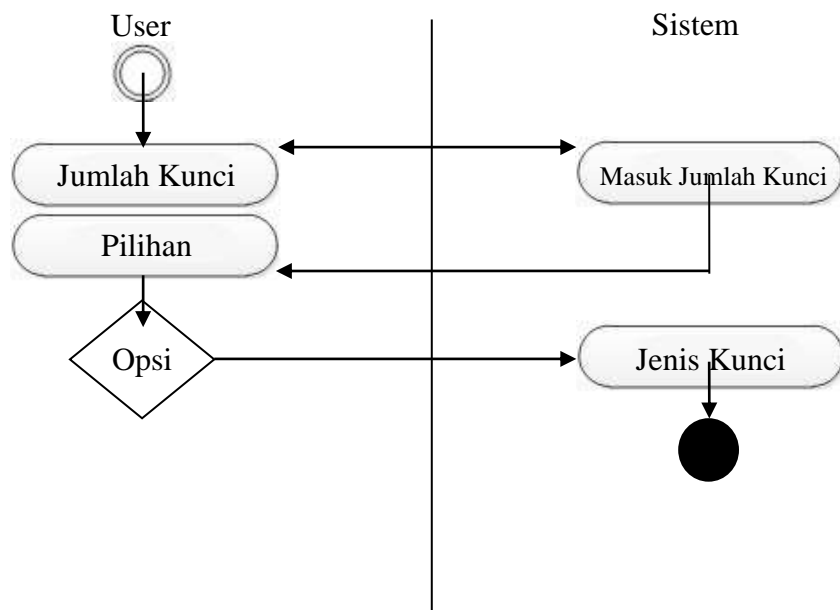 User
Sistem
Jumlah Kunci
Masuk Jumlah Kunci
Pilihan
Opsi
Jenis Kunci